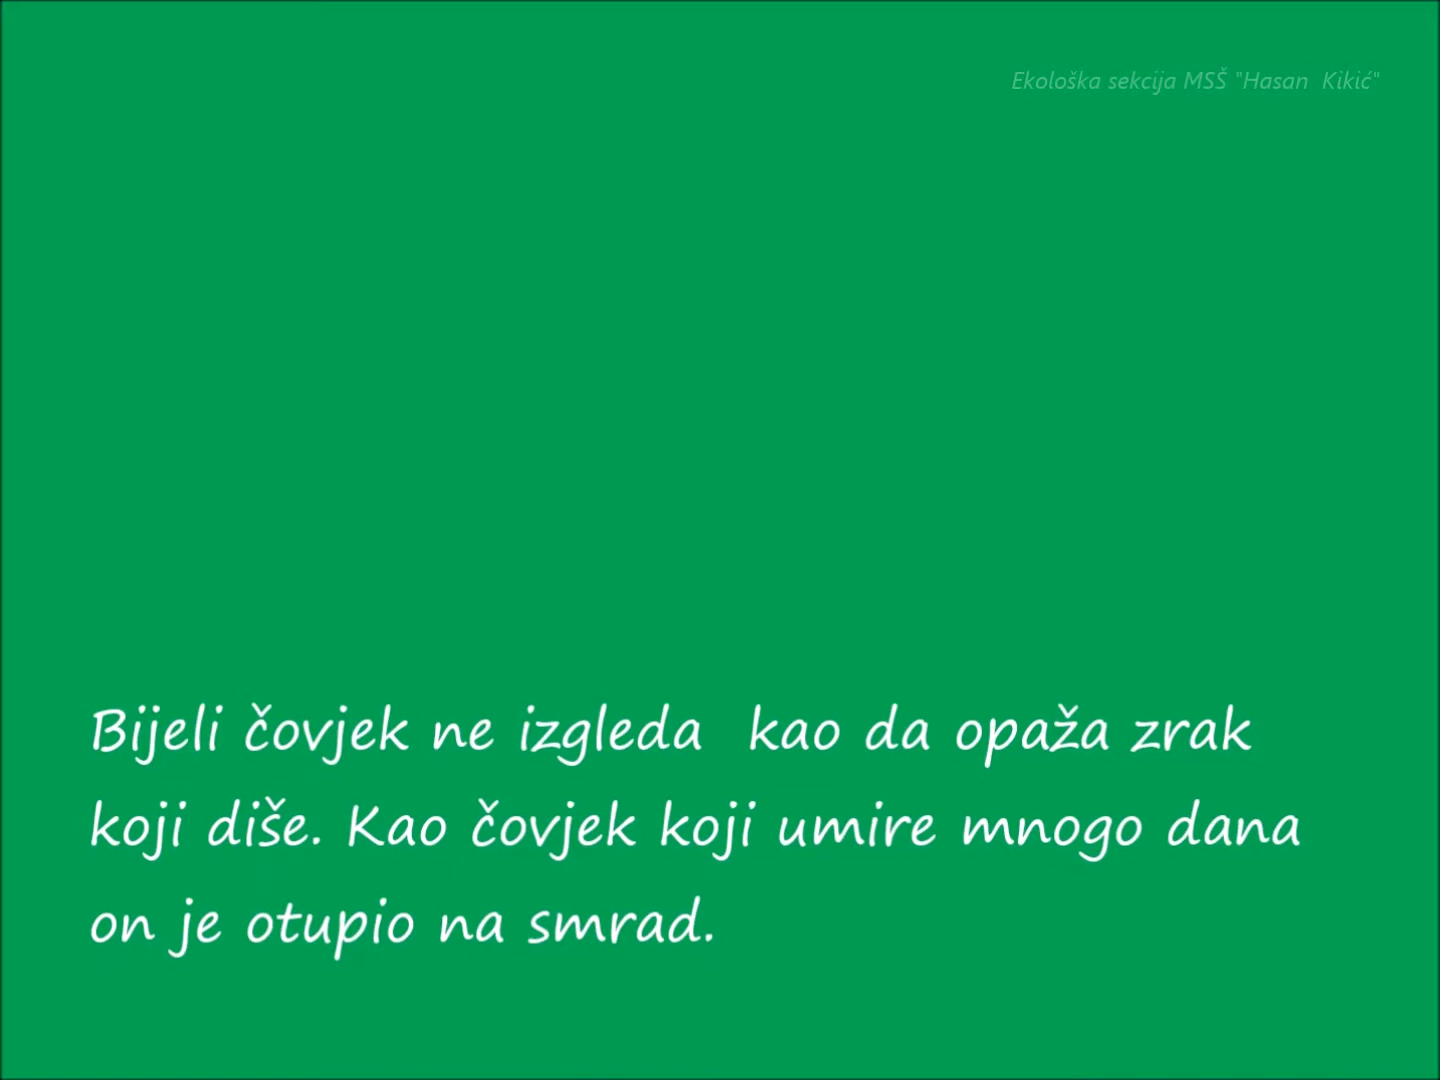 Ekološka sekcija MSŠ "Hasan  Kikić"
Bijeli čovjek ne izgleda  kao da opaža zrak
koji diše. Kao čovjek koji umire mnogo dana
on je otupio na smrad.